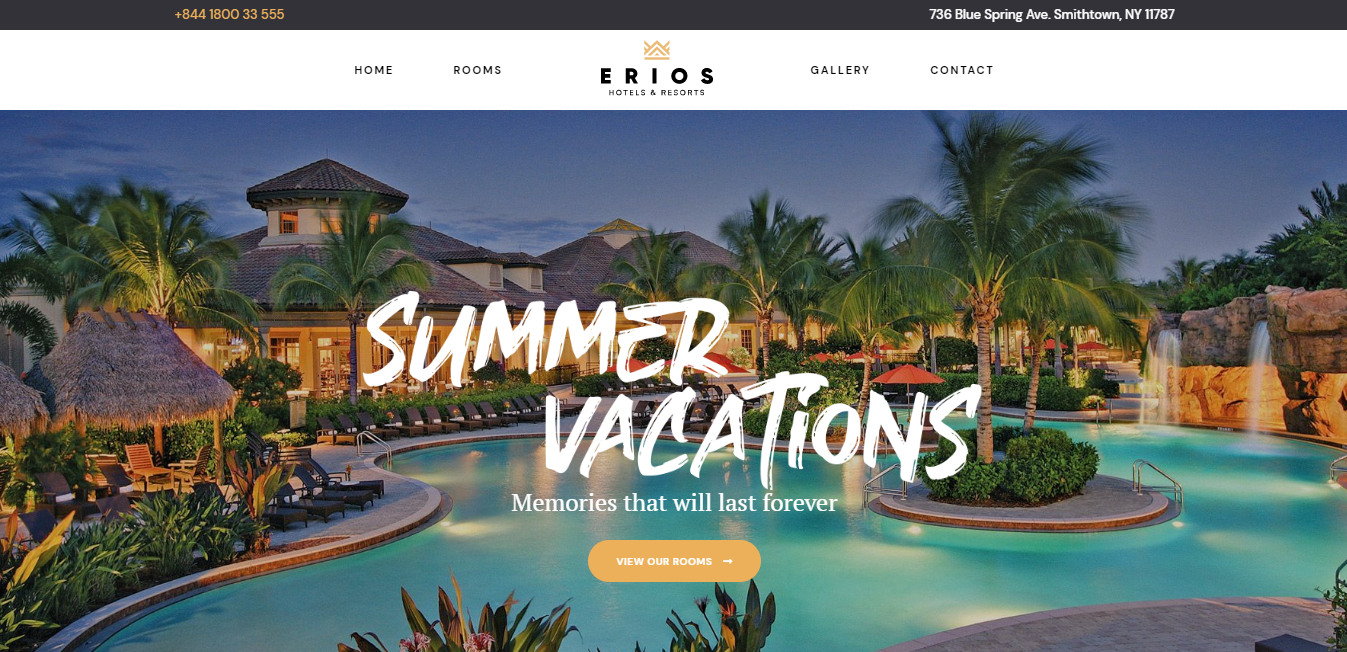 +844 1800 33 555
736 Blue Spring Ave. Smithtown, NY 11787
HOME
ROOMS
ERIOS
HOTELS & RESORTS
GALLERY
CONTACT
SUMMER
VACATIONS
Memories that will last forever
VIEW OUR ROOMS →